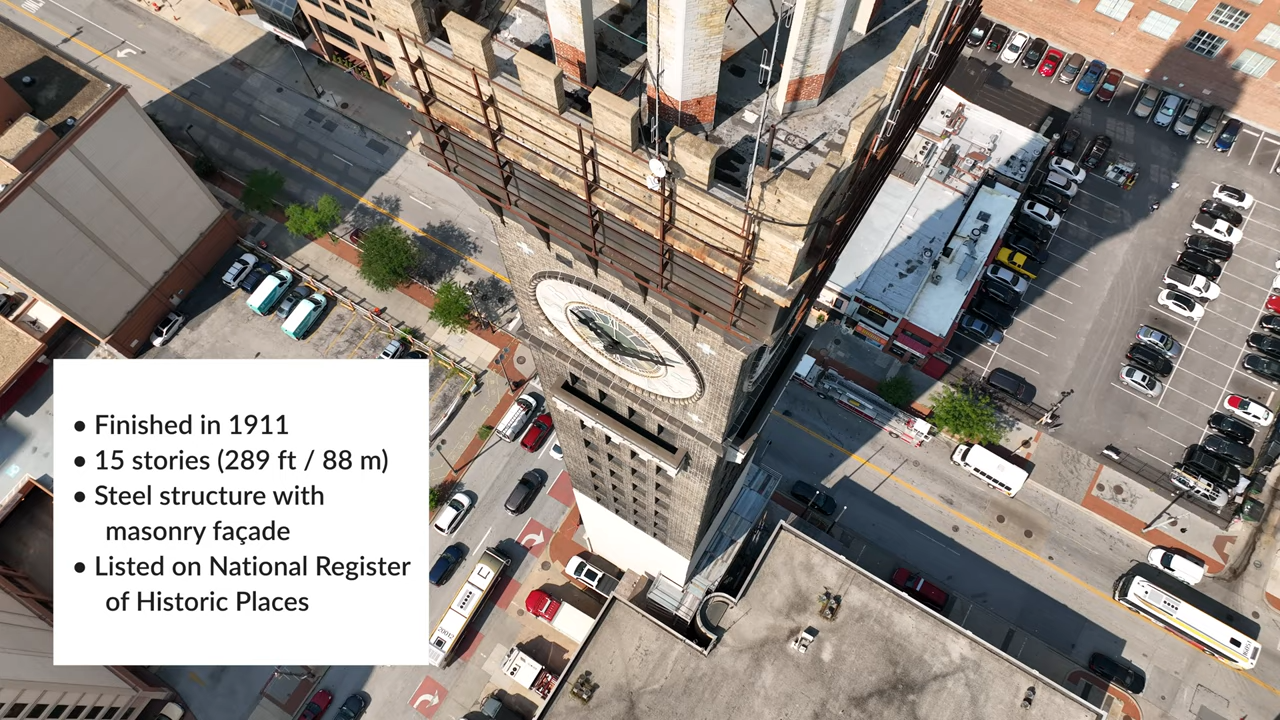 • Finished in 1911
• 15 stories (289 ft / 88 m)
• Steel structure with
masonry façade
• Listed on National Register
of Historic Places